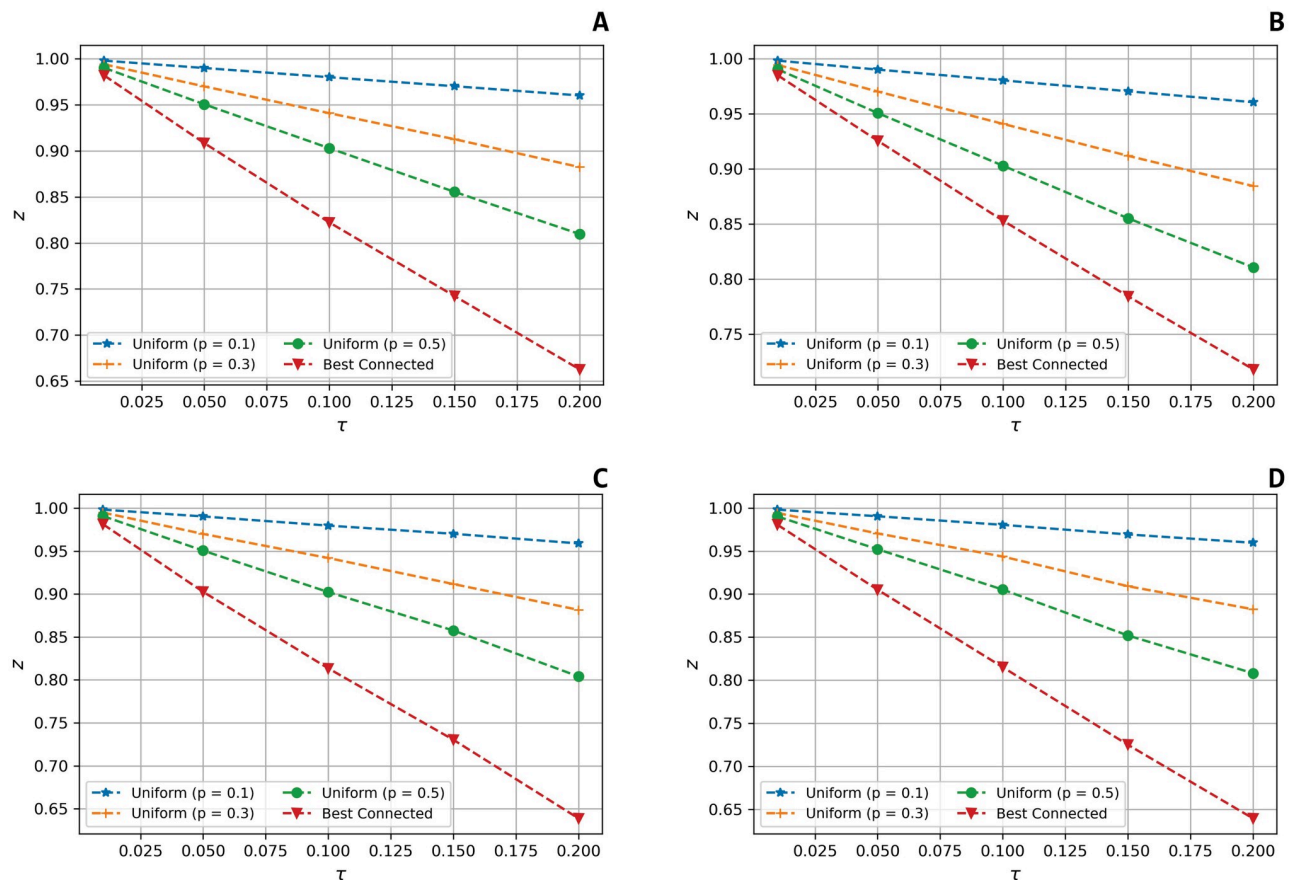 A
1.00
0.95
0.90
0.85
0.80
0.75
0.70
0.65
z
Uniform (p = 0.1) Uniform (p = 0.5)
Uniform (p = 0.3) Best Connected
0.025 0.050 0.075 0.100 0.125 0.150 0.175 0.200
τ
B
1.00
0.95
0.90
0.85
0.80
0.75
z
Uniform (p = 0.1) Uniform (p = 0.5)
Uniform (p = 0.3) Best Connected
0.025 0.050 0.075 0.100 0.125 0.150 0.175 0.200
τ
C
1.00
0.95
0.90
0.85
0.80
0.75
0.70
0.65
z
Uniform (p = 0.1) Uniform (p = 0.5)
Uniform (p = 0.3) Best Connected
0.025 0.050 0.075 0.100 0.125 0.150 0.175 0.200
τ
D
1.00
0.95
0.90
0.85
0.80
0.75
0.70
0.65
z
Uniform (p = 0.1) Uniform (p = 0.5)
Uniform (p = 0.3) Best Connected
0.025 0.050 0.075 0.100 0.125 0.150 0.175 0.200
τ